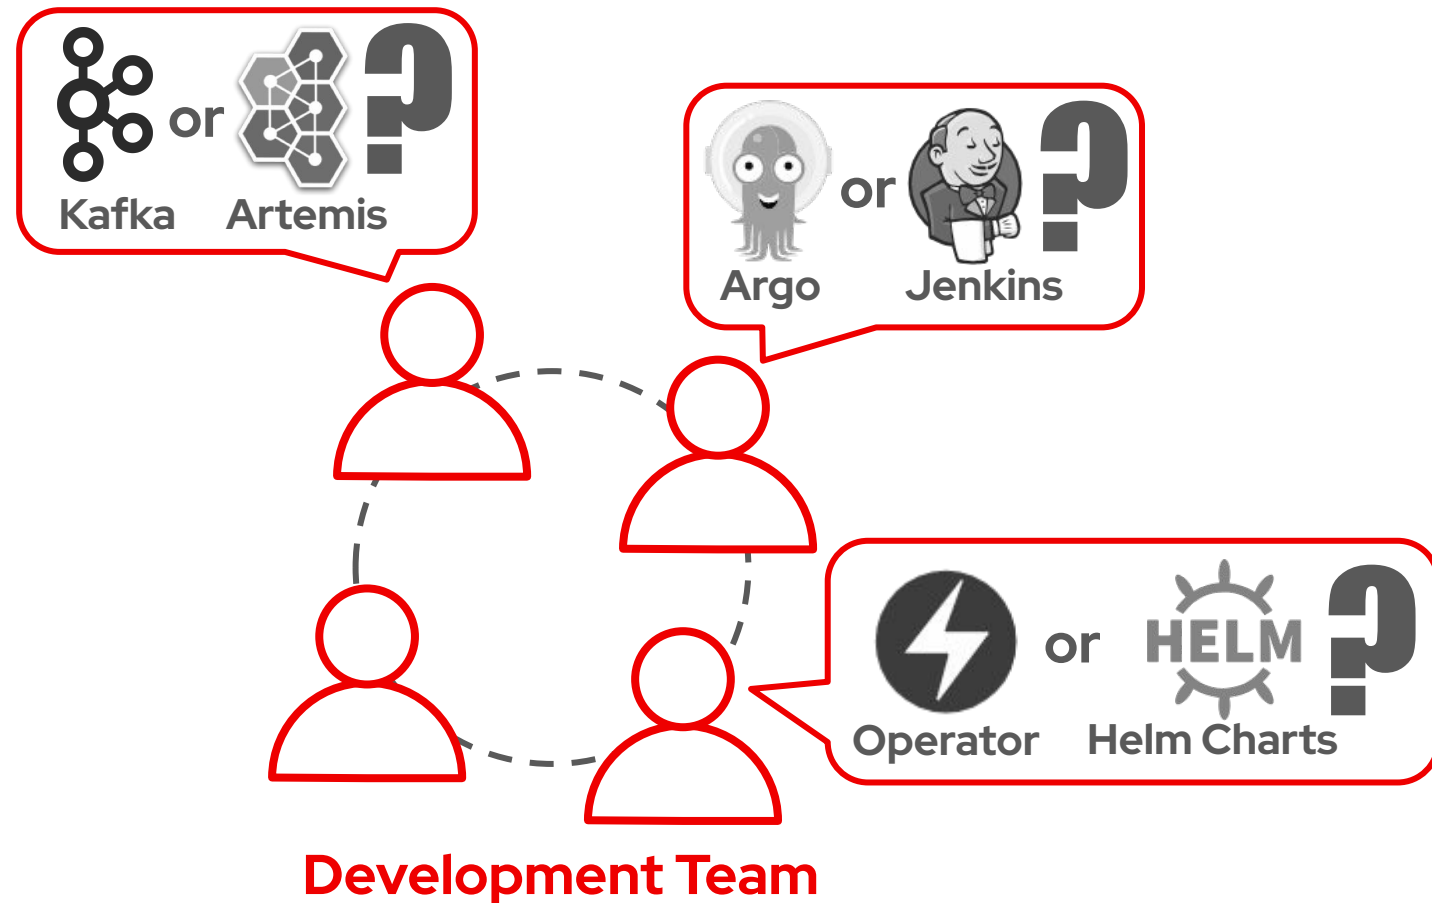 or
?
Kafka Artemis
or
?
Argo Jenkins
or HELM
?
Operator Helm Charts
Development Team